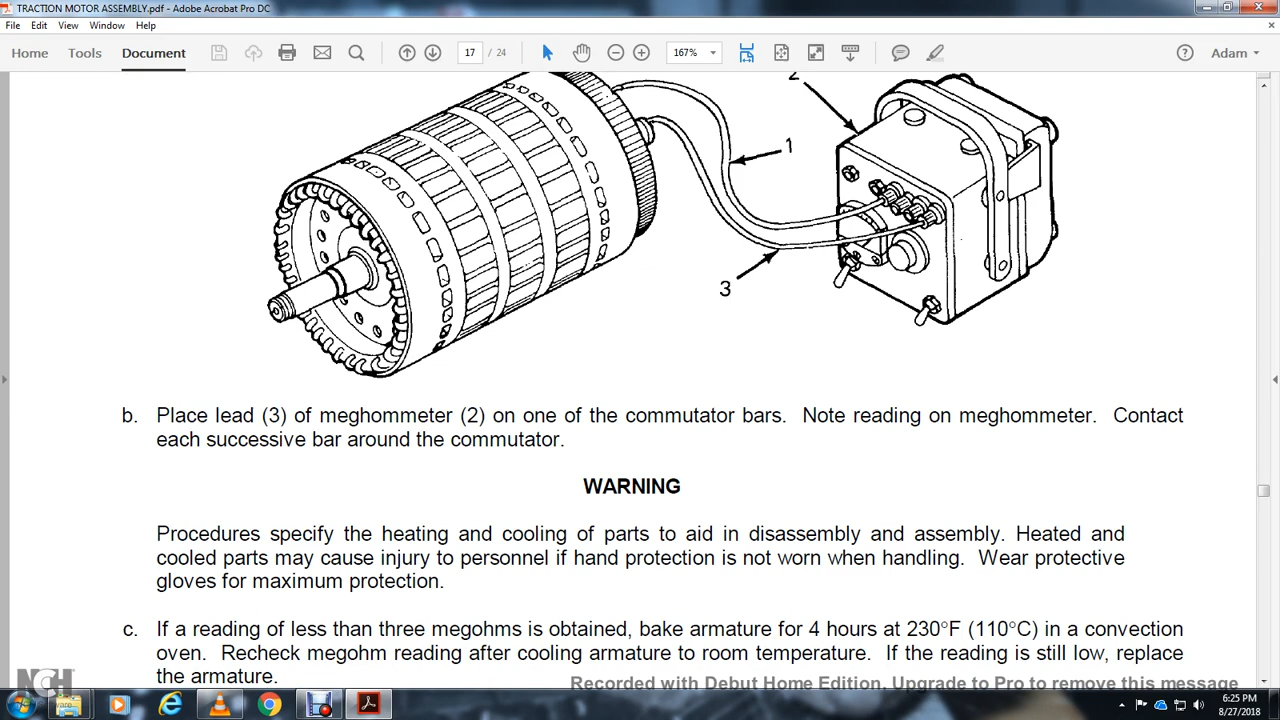 TRACTION MOTOR ASSEMBLY.pdf - Adobe Acrobat Pro DC
File Edit View Window Help
Home Tools Document 17 / 24 167% Adam
2
1
3
b. Place lead (3) of meghommeter (2) on one of the commutator bars. Note reading on meghommeter. Contact
each successive bar around the commutator.
WARNING
Procedures specify the heating and cooling of parts to aid in disassembly and assembly. Heated and
cooled parts may cause injury to personnel if hand protection is not worn when handling. Wear protective
gloves for maximum protection.
c. If a reading of less than three megohms is obtained, bake armature for 4 hours at 230°F (110°C) in a convection
oven. Recheck megohm reading after cooling armature to room temperature. If the reading is still low, replace
the armature.
NCH
Recorded with Debut Home Edition. Upgrade to Pro to remove this message
6:25 PM
8/27/2018